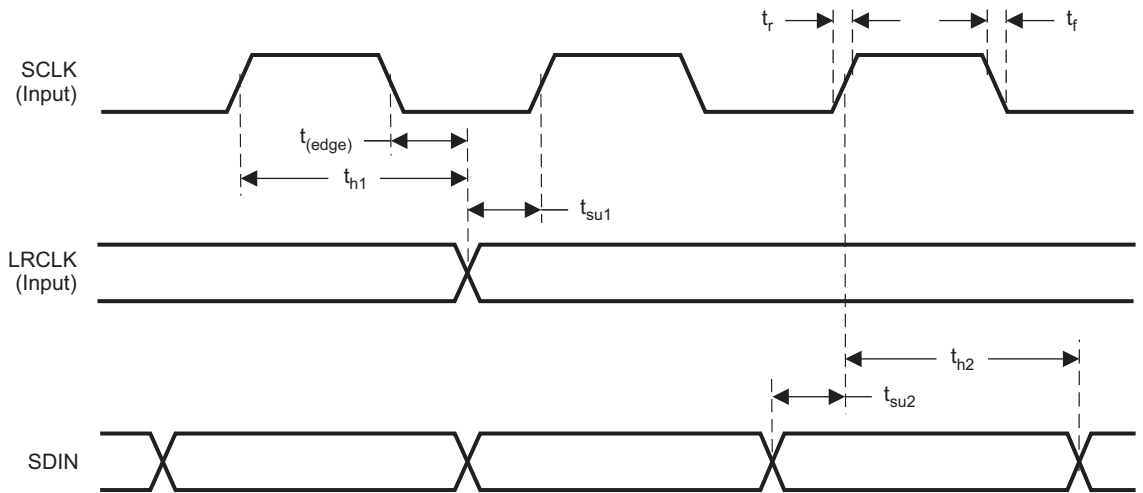 t_r
t_f
SCLK
(Input)
t_(edge)
t_h1
t_su1
LRCLK
(Input)
t_h2
t_su2
SDIN